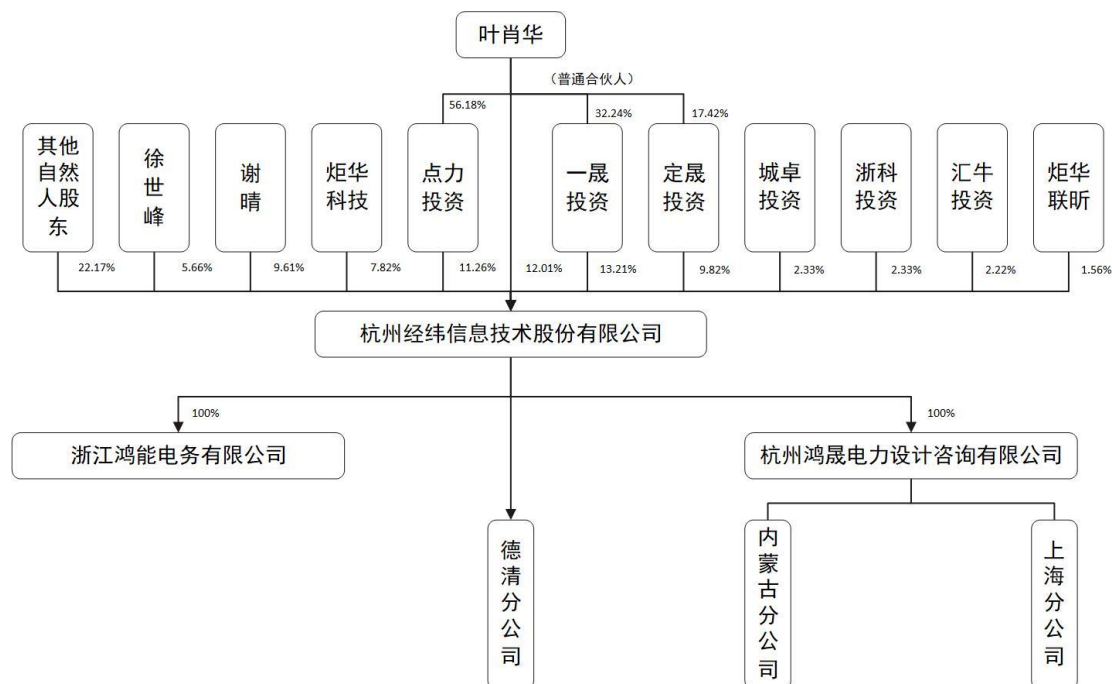 叶肖华
（普通合伙人）
56.18%
32.24%
17.42%
其他
自然
人股
东
徐
世
峰
谢
晴
炬华
科技
点力
投资
一晟
投资
定晟
投资
城卓
投资
浙科
投资
汇牛
投资
炬华
联昕
22.17%
5.66%
9.61%
7.82%
11.26%
12.01%
13.21%
9.82%
2.33%
2.33%
2.22%
1.56%
杭州经纬信息技术股份有限公司
100%
100%
浙江鸿能电务有限公司
杭州鸿晟电力设计咨询有限公司
德清分公司
内蒙古分公司
上海分公司